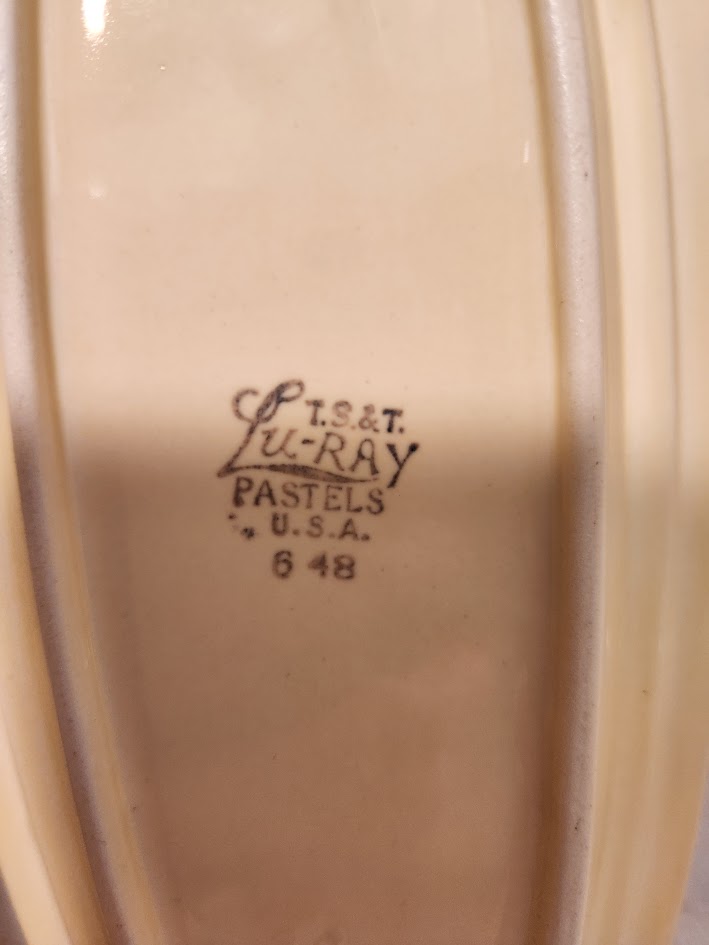 T.S.&T.
Lu-RAY
PASTELS
U.S.A.
6 48